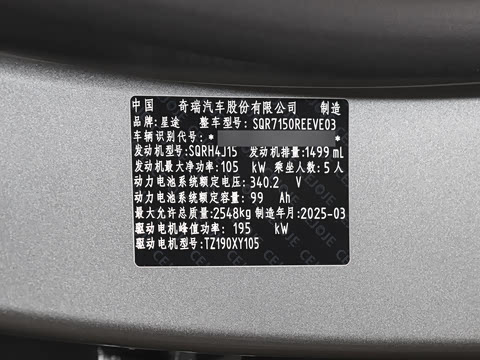 中国 奇瑞汽车股份有限公司 制造
品牌:星途 整车型号:SQR7150REEVE03
车辆识别代号:* *
发动机型号:SQRH4J15 发动机排量:1499 mL
发动机最大净功率:105 kW 乘坐人数:5 人
动力电池系统额定电压:340.2 V
动力电池系统额定容量:99 Ah
最大允许总质量:2548kg 制造年月:2025-03
驱动电机峰值功率:195 kW
驱动电机型号:TZ190XY105